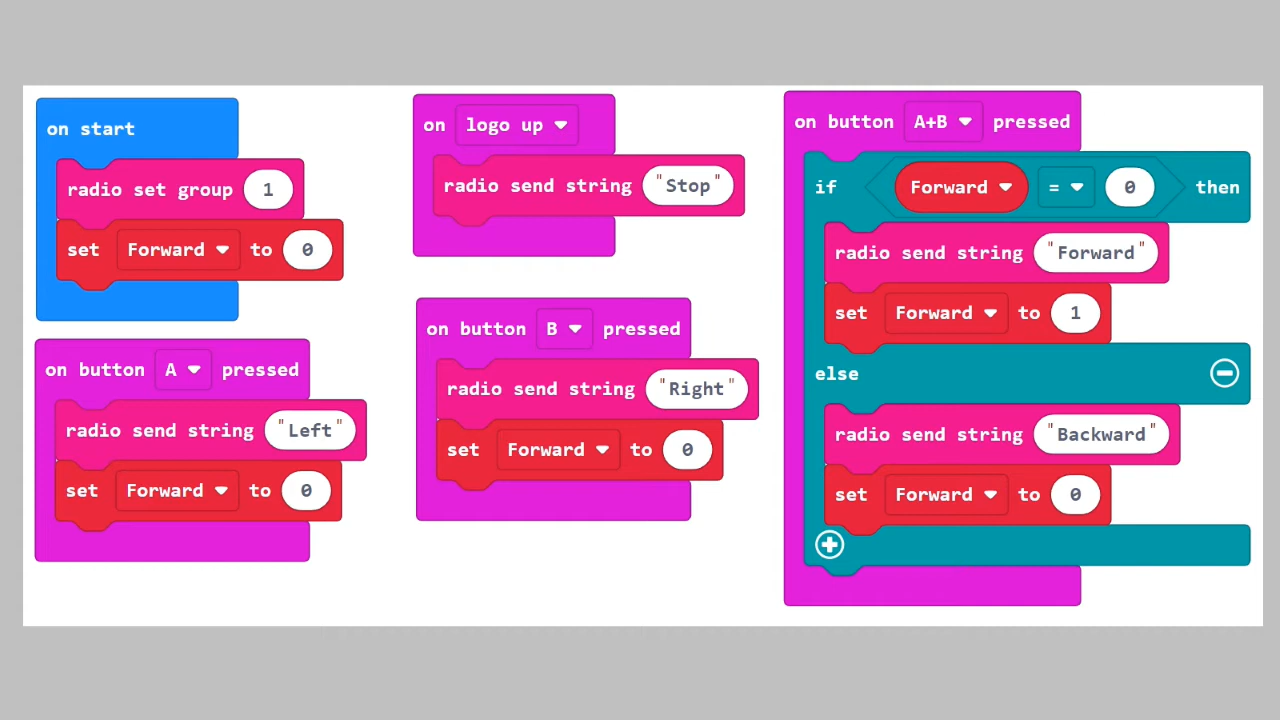 on start
radio set group 1
set Forward to 0
on button A pressed
radio send string "Left"
set Forward to 0
on logo up
radio send string "Stop"
on button B pressed
radio send string "Right"
set Forward to 0
on button A+B pressed
if Forward = 0 then
radio send string "Forward"
set Forward to 1
else
radio send string "Backward"
set Forward to 0